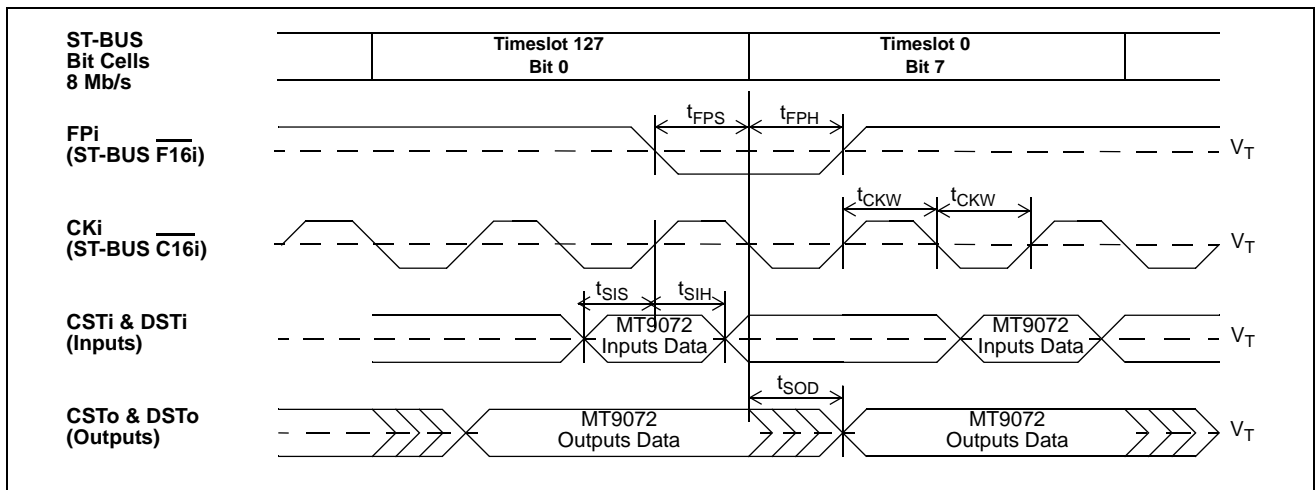 ST-BUS
Bit Cells
8 Mb/s
Timeslot 127
Bit 0
Timeslot 0
Bit 7
tFPS
tFPH
FPi
(ST-BUS F16i)
VT
tCKW
tCKW
CKi
(ST-BUS C16i)
VT
tSIS
tSIH
CSTi & DSTi
(Inputs)
MT9072
Inputs Data
MT9072
Inputs Data
VT
tSOD
CSTo & DSTo
(Outputs)
MT9072
Outputs Data
MT9072
Outputs Data
VT